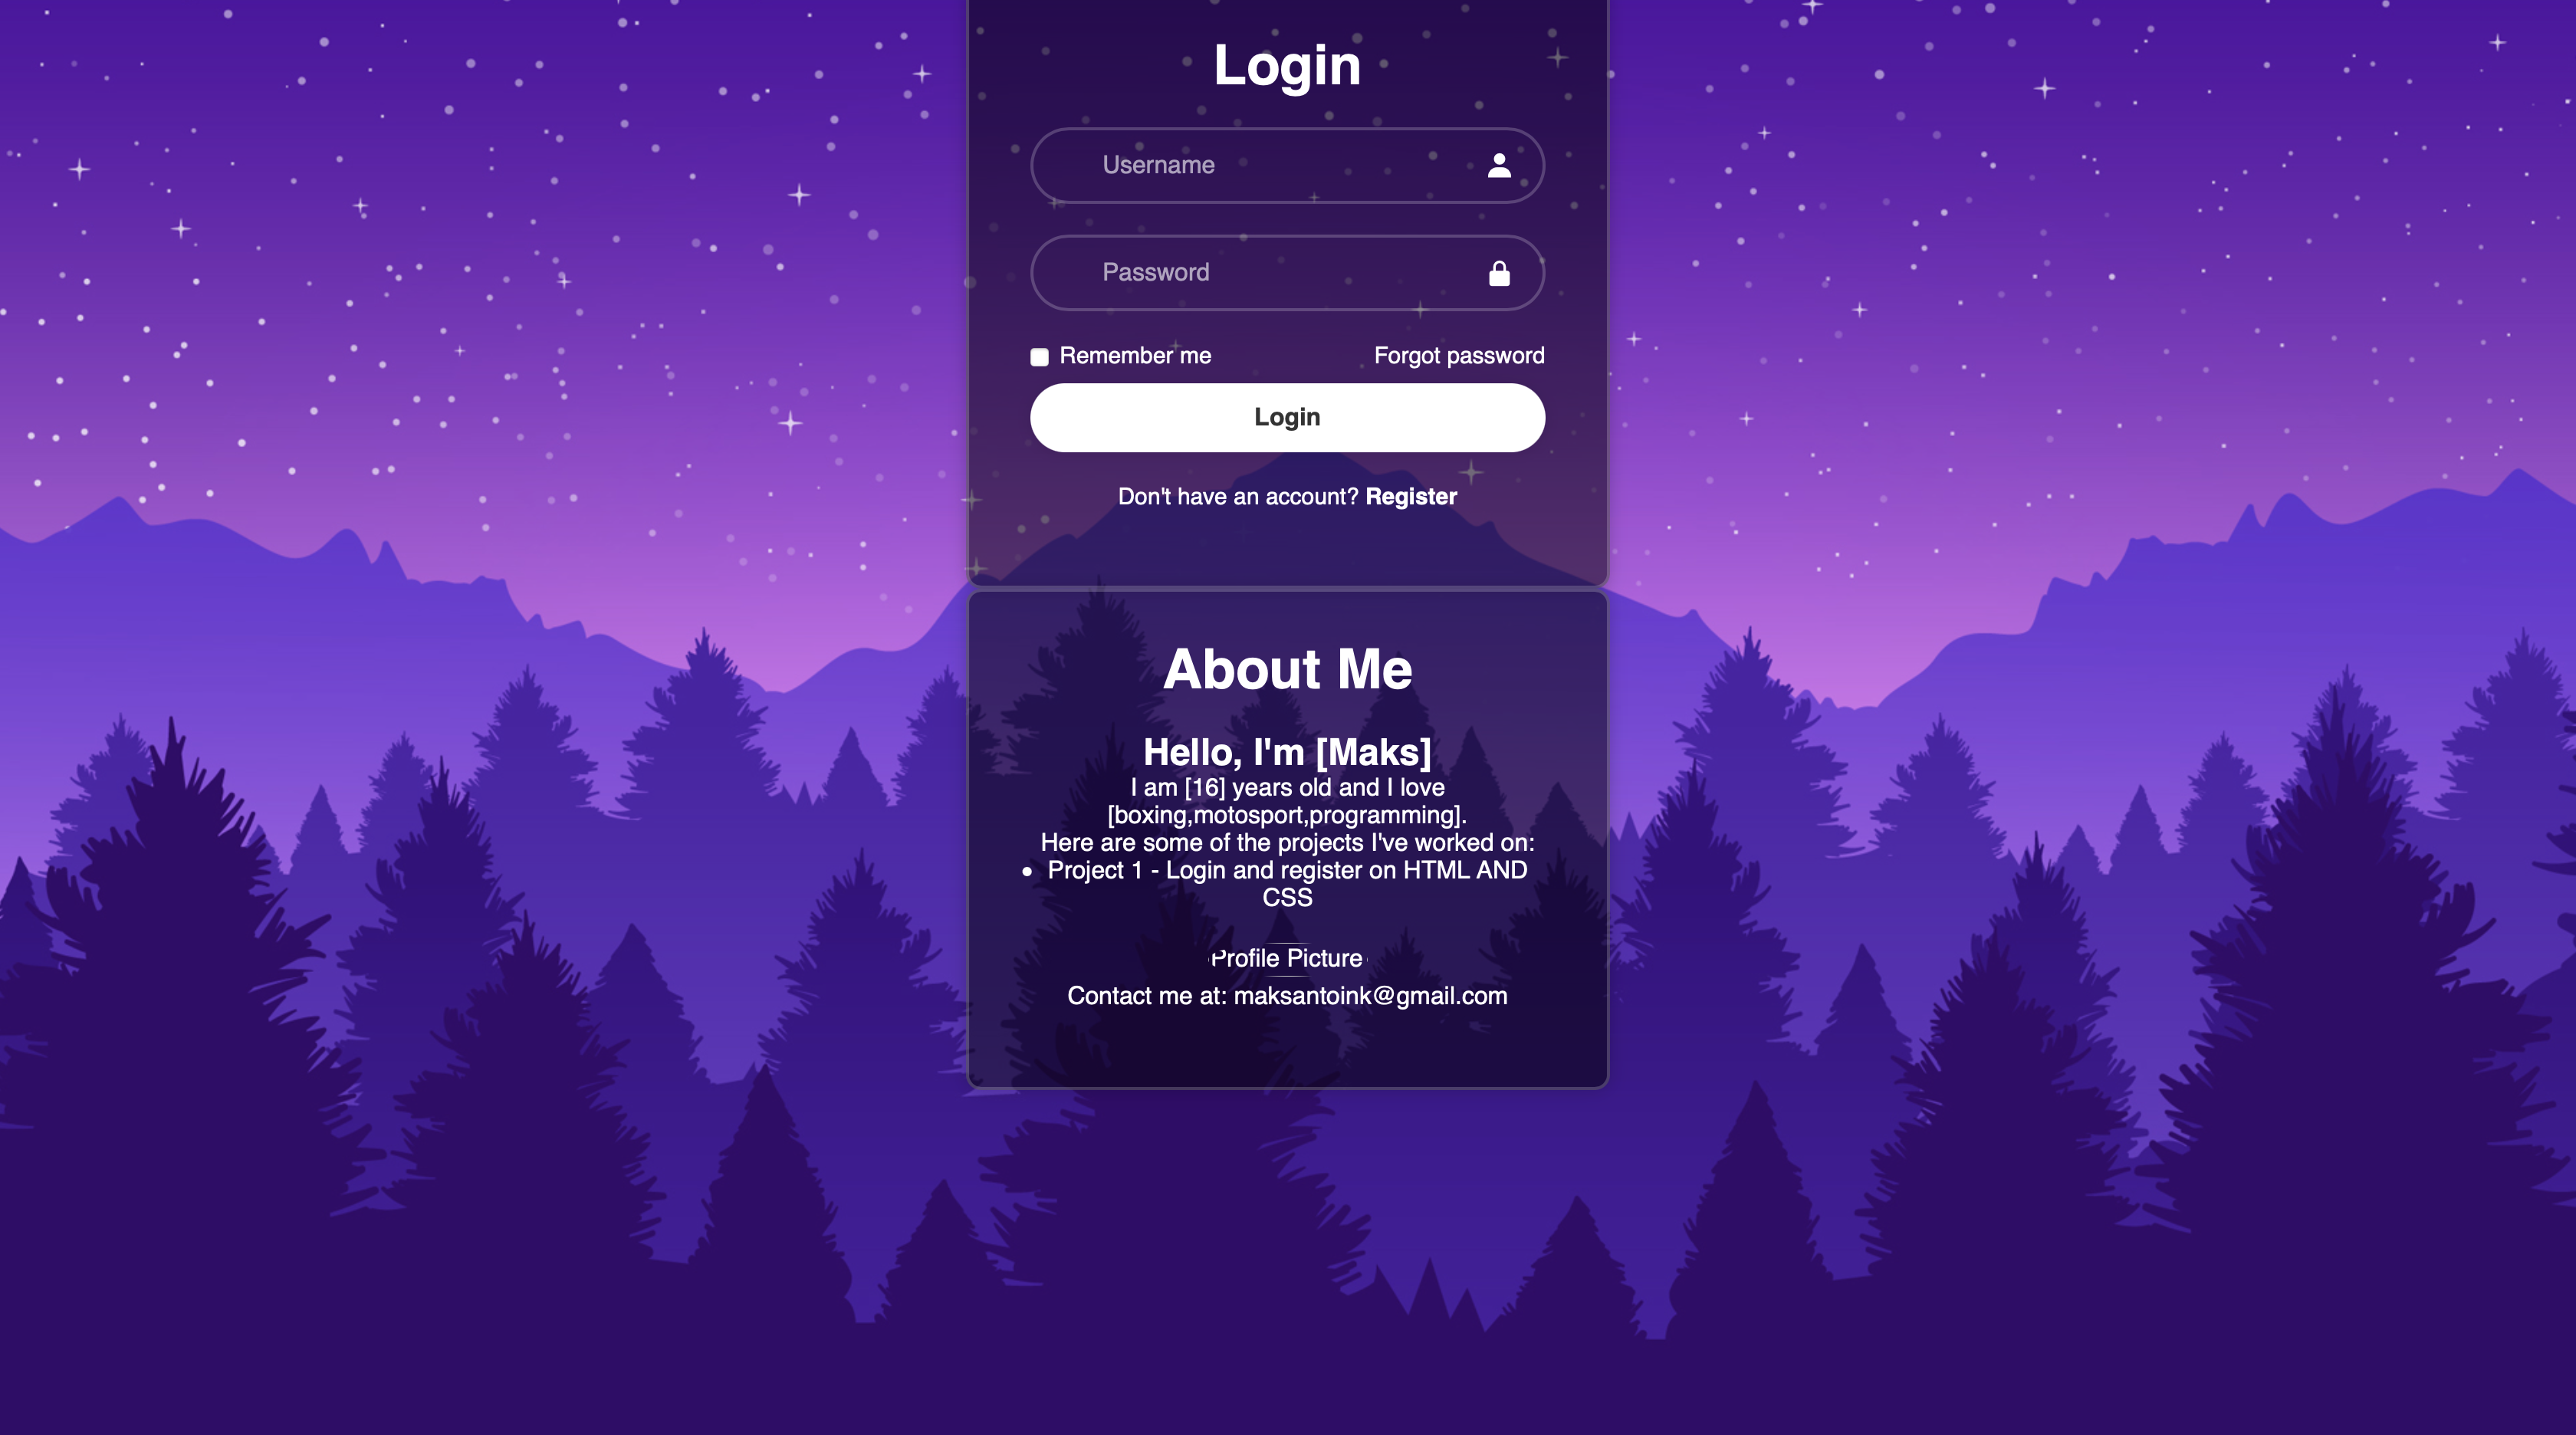 Login
Username
Password
Remember me Forgot password
Login
Don't have an account? Register
About Me
Hello, I'm [Maks]
I am [16] years old and I love
[boxing,motosport,programming].
Here are some of the projects I've worked on:
• Project 1 - Login and register on HTML AND
CSS
Profile Picture
Contact me at: maksantoink@gmail.com